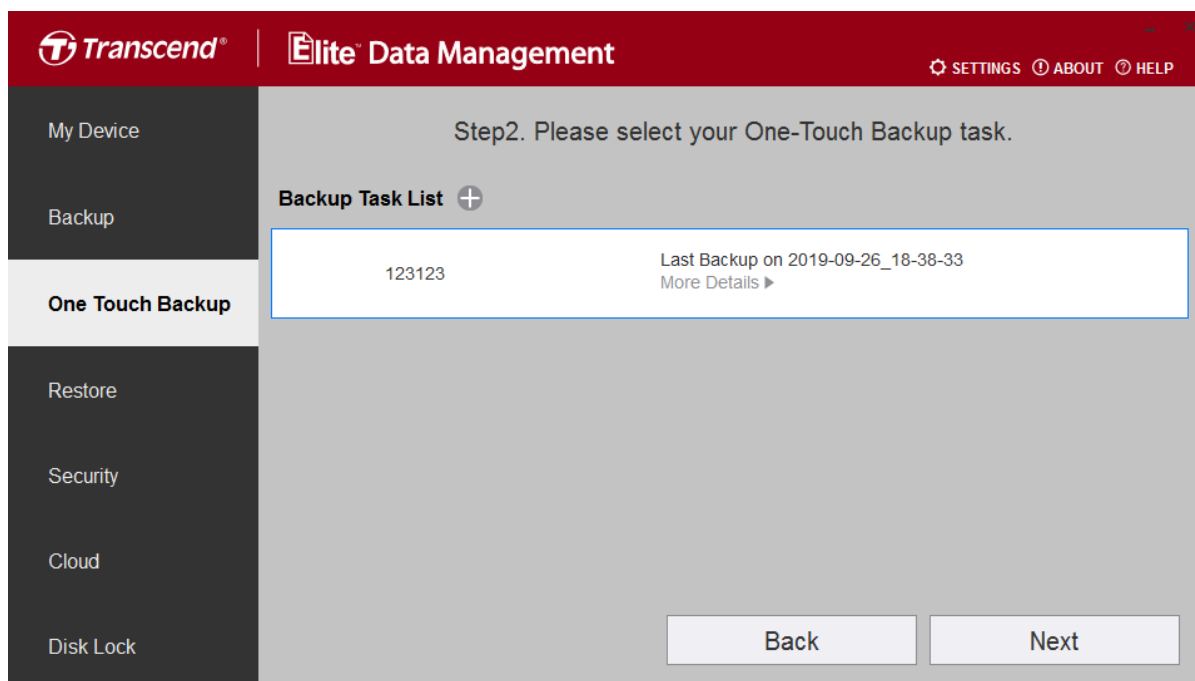 Transcend®
Elite™ Data Management
SETTINGS ABOUT HELP
My Device
Backup
One Touch Backup
Restore
Security
Cloud
Disk Lock
Step2. Please select your One-Touch Backup task.
Backup Task List
123123
Last Backup on 2019-09-26_18-38-33
More Details
Back
Next